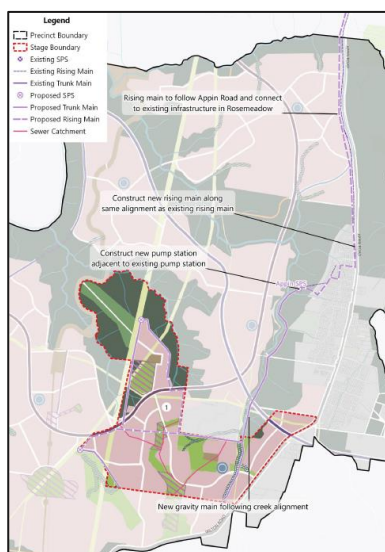 Legend
Precinct Boundary
Stage Boundary
Existing SPS
Existing Rising Main
Existing Trunk Main
Proposed SPS
Proposed Trunk Main
Proposed Rising Main
Sewer Catchment
Rising main to follow Appin Road and connect
to existing infrastructure in Rosemeadow
Construct new rising main along
same alignment as existing rising main
Construct new pump station
adjacent to existing pump station
1
New gravity main following creek alignment